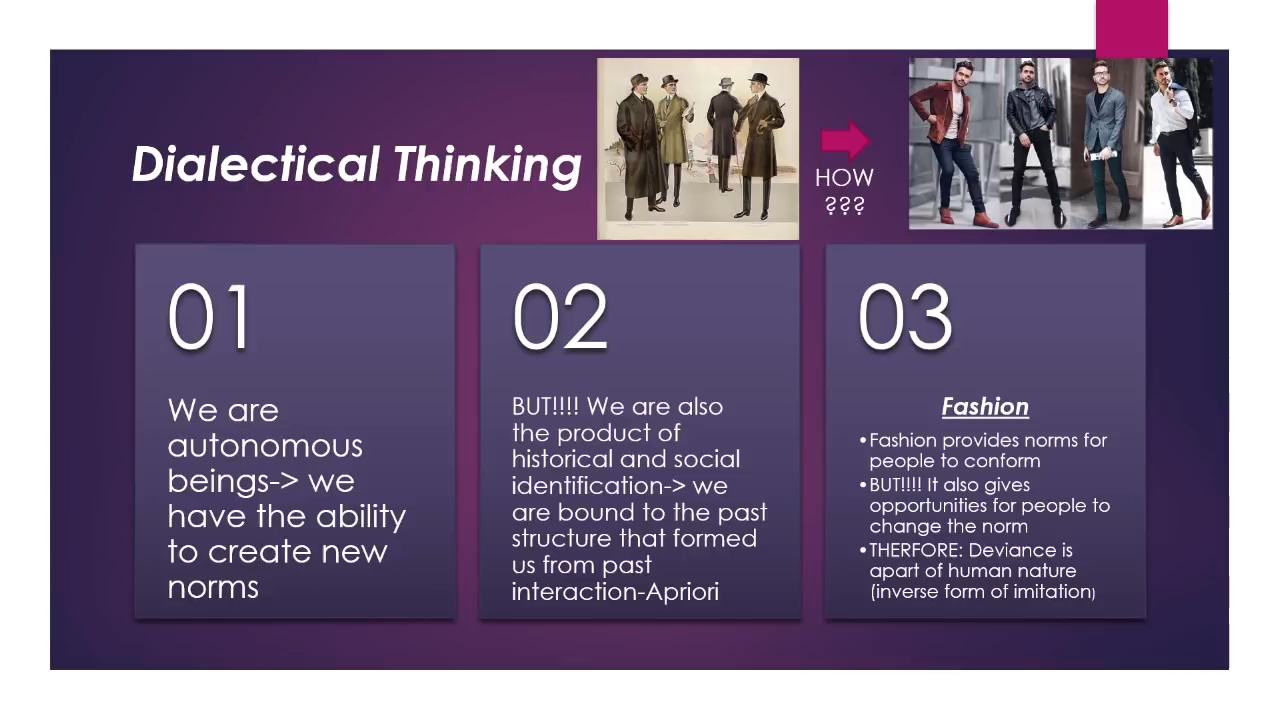 Dialectical Thinking
HOW
???
01
We are
autonomous
beings-> we
have the ability
to create new
norms
02
BUT!!!! We are also
the product of
historical and social
identification-> we
are bound to the past
structure that formed
us from past
interaction-Apriori
03
Fashion
•Fashion provides norms for
people to conform
•BUT!!!! It also gives
opportunities for people to
change the norm
•THERFORE: Deviance is
apart of human nature
(inverse form of imitation)